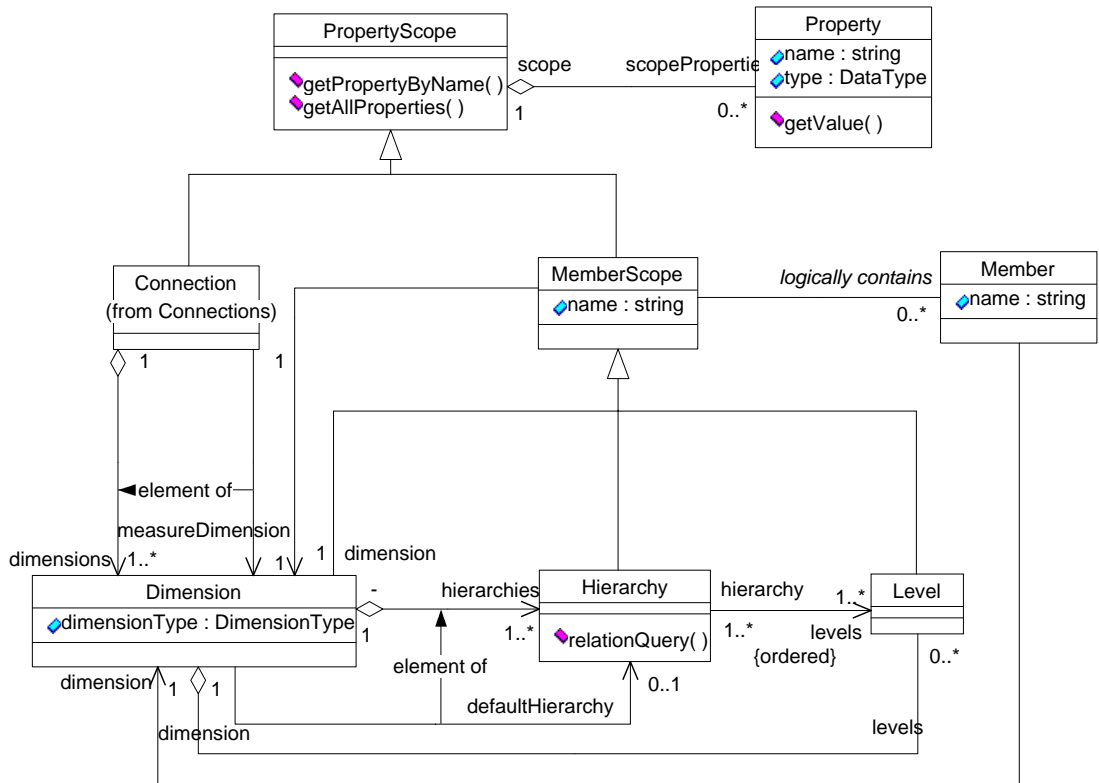 PropertyScope
getPropertyByName( )
getAllProperties( )
scope
1
scopePropertie
0..*
Property
name : string
type : DataType
getValue( )
Connection
(from Connections)
1
1
MemberScope
name : string
logically contains
0..*
Member
name : string
element of
measureDimension
dimensions
1..*
1
1
dimension
Dimension
dimensionType : DimensionType
-
1
hierarchies
1..*
Hierarchy
relationQuery( )
hierarchy
1..*
1..*
levels
{ordered}
Level
0..*
element of
0..1
defaultHierarchy
dimension
1
1
dimension
levels